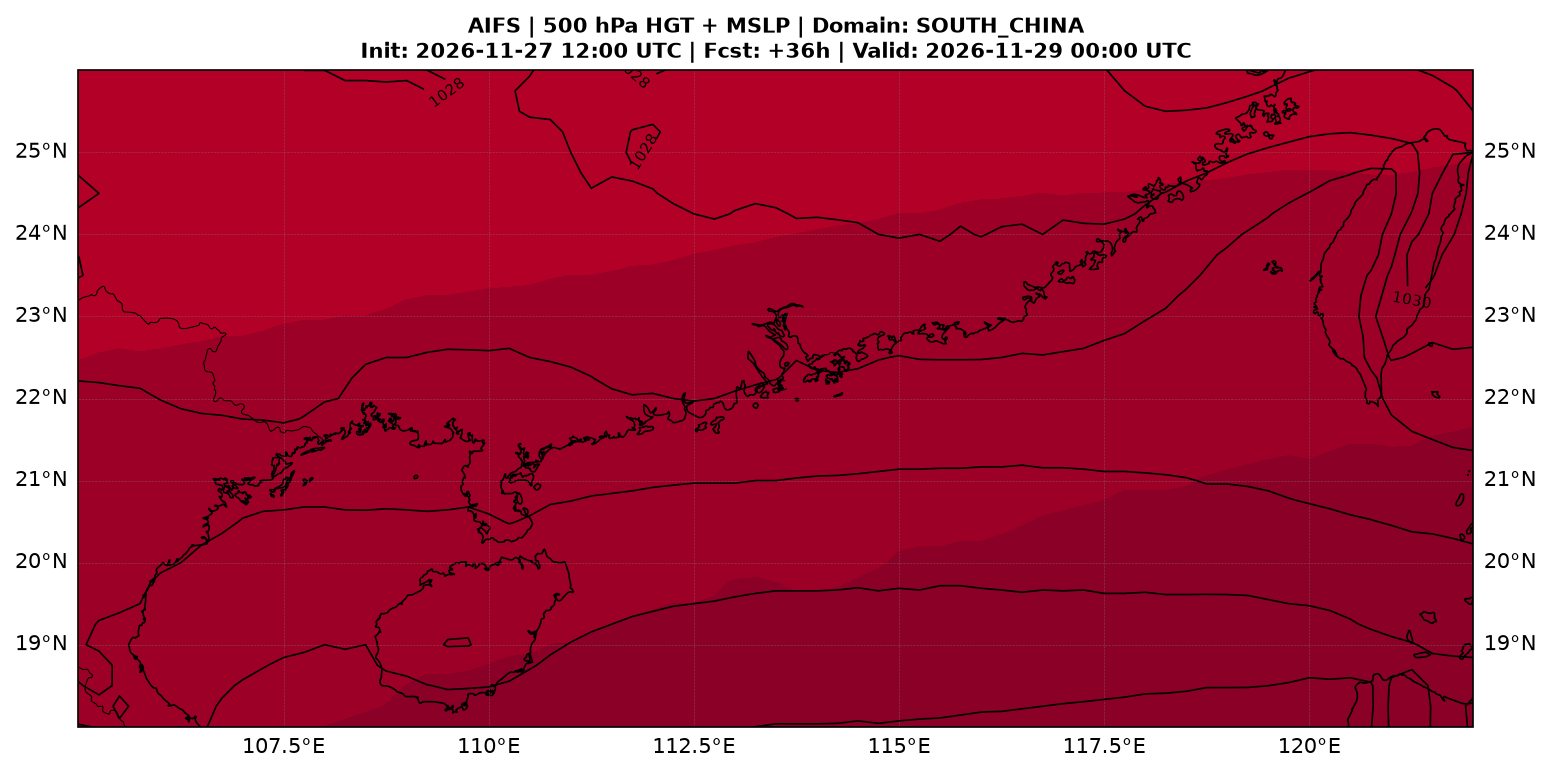 AIFS | 500 hPa HGT + MSLP | Domain: SOUTH_CHINA
Init: 2026-11-27 12:00 UTC | Fcst: +36h | Valid: 2026-11-29 00:00 UTC
1028
1028
25°N
1028
25°N
24°N
24°N
1030
23°N
23°N
22°N
22°N
21°N
21°N
20°N
20°N
19°N
19°N
107.5°E
110°E
112.5°E
115°E
117.5°E
120°E